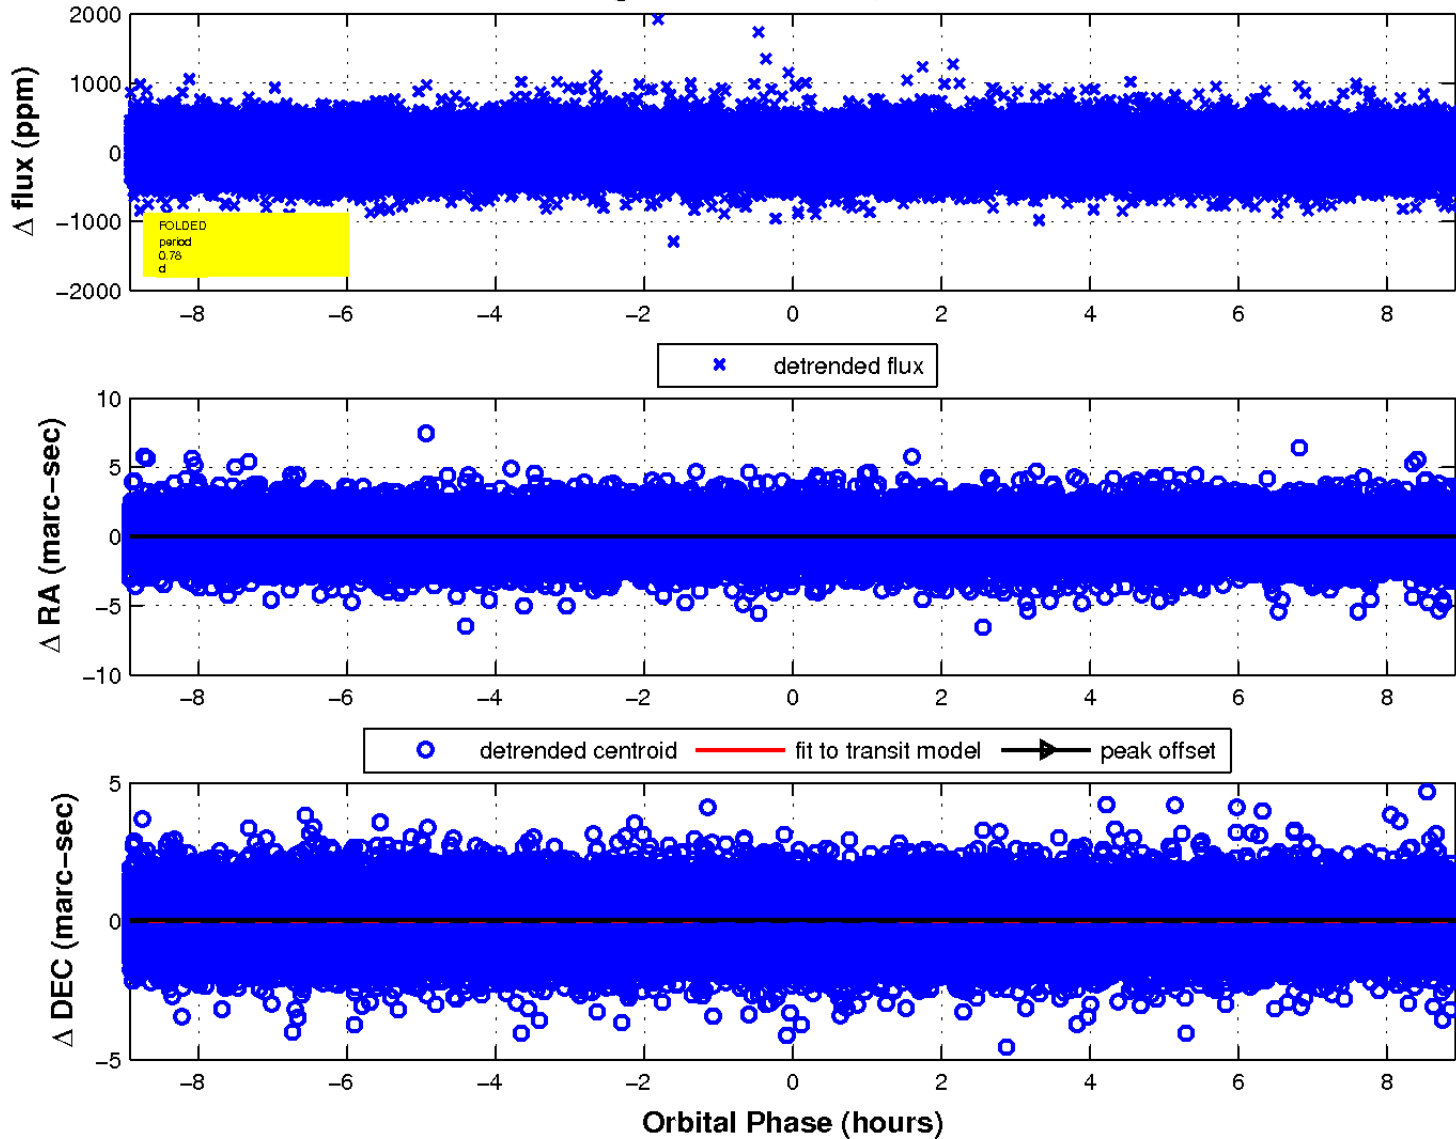 2000
1000
0
−1000
−2000
Δ flux (ppm)
FOLDED
period
0.78
d
−8 −6 −4 −2 0 2 4 6 8
detrended flux
10
5
0
−5
−10
Δ RA (marc−sec)
−8 −6 −4 −2 0 2 4 6 8
detrended centroid fit to transit model peak offset
5
0
−5
Δ DEC (marc−sec)
−8 −6 −4 −2 0 2 4 6 8
Orbital Phase (hours)